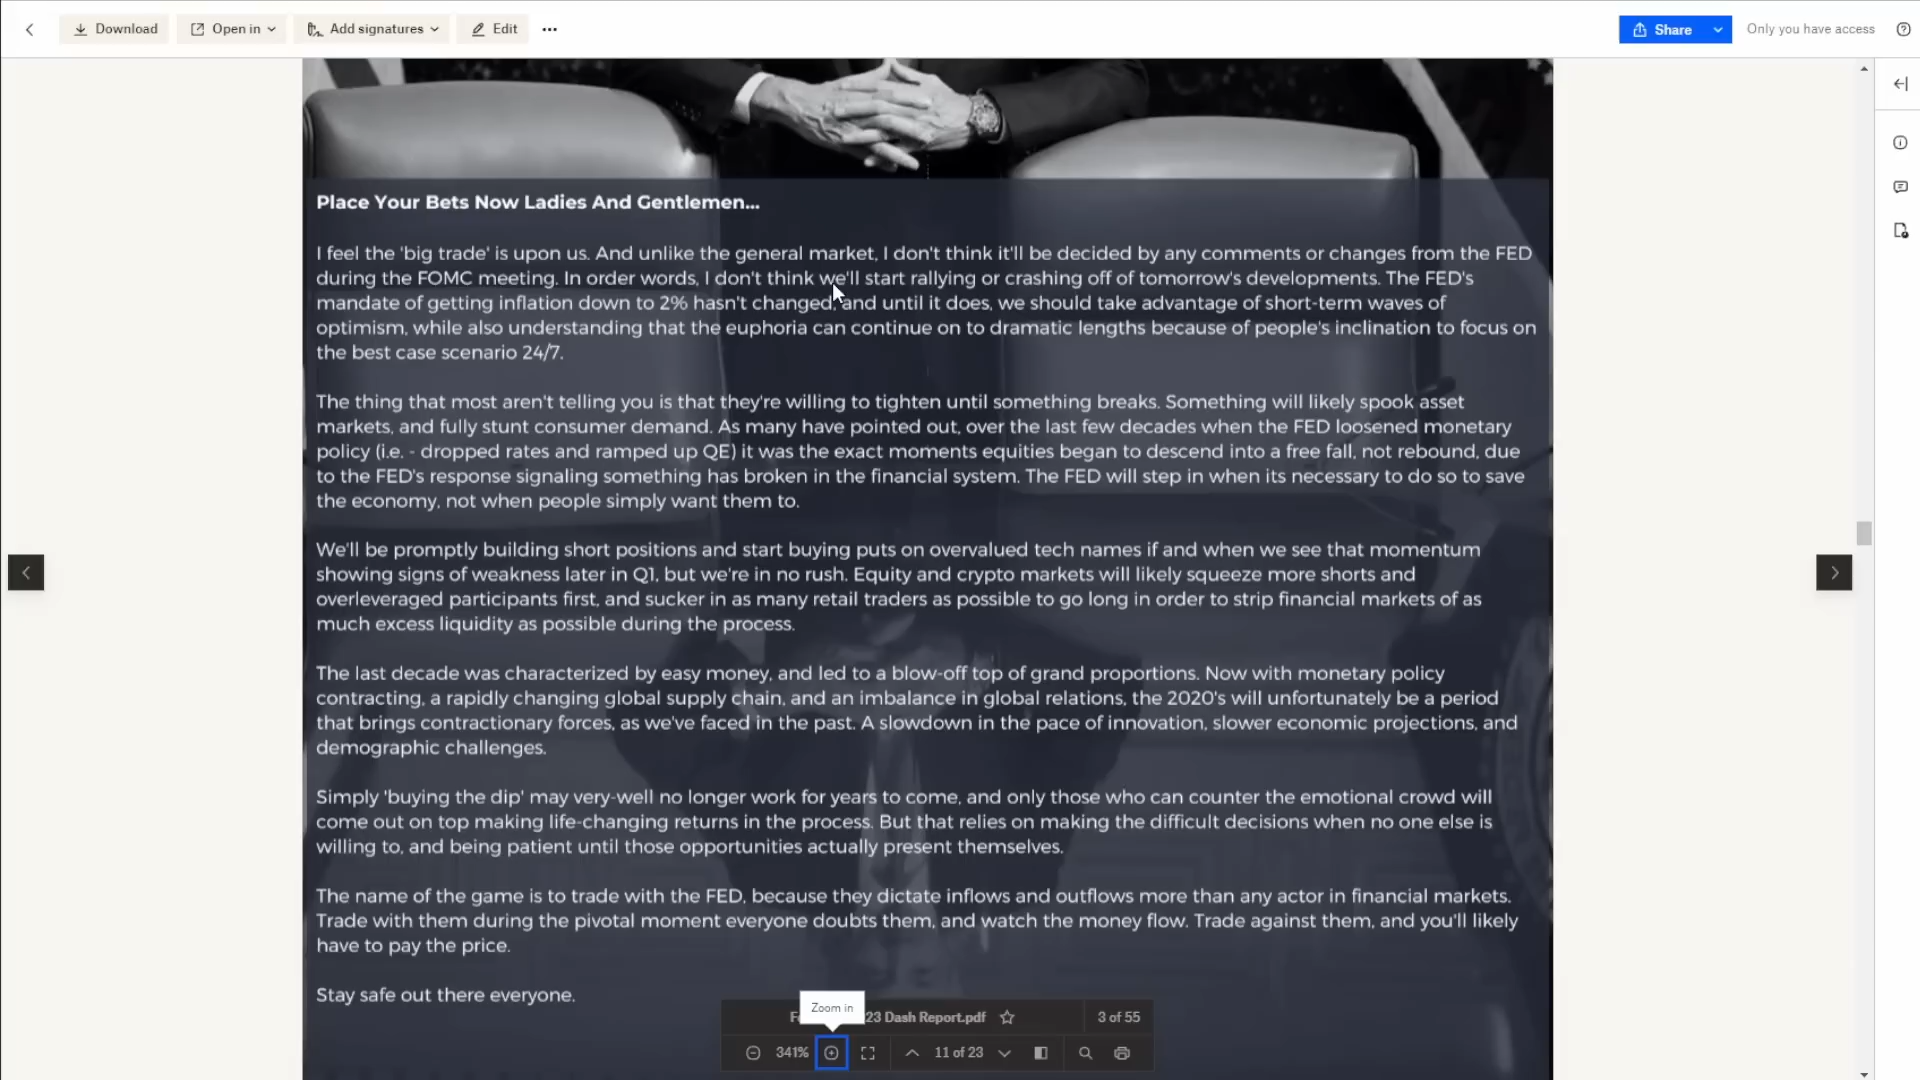 Download
Open in
Add signatures
Edit
Share
Only you have access
Place Your Bets Now Ladies And Gentlemen...
I feel the 'big trade' is upon us. And unlike the general market, I don't think it'll be decided by any comments or changes from the FED
during the FOMC meeting. In order words, I don't think we'll start rallying or crashing off of tomorrow's developments. The FED's
mandate of getting inflation down to 2% hasn't changed, and until it does, we should take advantage of short-term waves of
optimism, while also understanding that the euphoria can continue on to dramatic lengths because of people's inclination to focus on
the best case scenario 24/7.
The thing that most aren't telling you is that they're willing to tighten until something breaks. Something will likely spook asset
markets, and fully stunt consumer demand. As many have pointed out, over the last few decades when the FED loosened monetary
policy (i.e. - dropped rates and ramped up QE) it was the exact moments equities began to descend into a free fall, not rebound, due
to the FED's response signaling something has broken in the financial system. The FED will step in when its necessary to do so to save
the economy, not when people simply want them to.
We'll be promptly building short positions and start buying puts on overvalued tech names if and when we see that momentum
showing signs of weakness later in Q1, but we're in no rush. Equity and crypto markets will likely squeeze more shorts and
overleveraged participants first, and sucker in as many retail traders as possible to go long in order to strip financial markets of as
much excess liquidity as possible during the process.
The last decade was characterized by easy money, and led to a blow-off top of grand proportions. Now with monetary policy
contracting, a rapidly changing global supply chain, and an imbalance in global relations, the 2020's will unfortunately be a period
that brings contractionary forces, as we've faced in the past. A slowdown in the pace of innovation, slower economic projections, and
demographic challenges.
Simply 'buying the dip' may very-well no longer work for years to come, and only those who can counter the emotional crowd will
come out on top making life-changing returns in the process. But that relies on making the difficult decisions when no one else is
willing to, and being patient until those opportunities actually present themselves.
The name of the game is to trade with the FED, because they dictate inflows and outflows more than any actor in financial markets.
Trade with them during the pivotal moment everyone doubts them, and watch the money flow. Trade against them, and you'll likely
have to pay the price.
Stay safe out there everyone.
Zoom in
23 Dash Report.pdf
3 of 55
341%
11 of 23